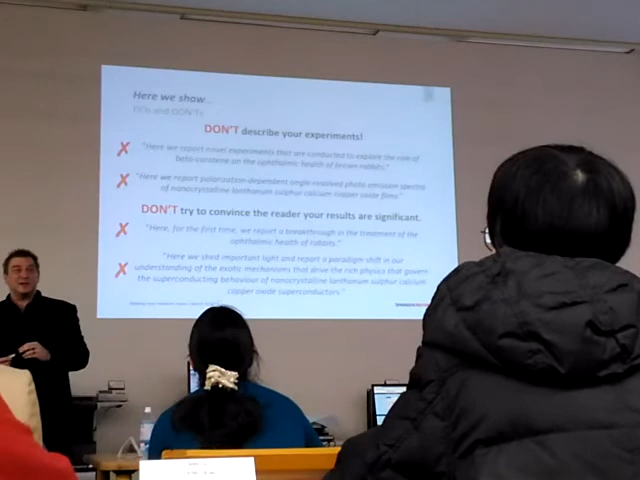 Here we show...
DOs and DON'Ts
DON'T describe your experiments!
"Here we report novel experiments that are conducted to explore the role of
beta-carotene on the ophthalmic health of brown rabbits."
"Here we report polarization-dependent angle-resolved photo emission spectra
of nanocrystalline lanthanum sulphur calcium copper oxide films."
DON'T try to convince the reader your results are significant.
"Here, for the first time, we report a breakthrough in the treatment of the
ophthalmic health of rabbits."
"Here we shed important light and report a paradigm shift in our
understanding of the exotic mechanisms that drive the rich physics that govern
the superconducting behaviour of nanocrystalline lanthanum sulphur calcium
copper oxide superconductors."